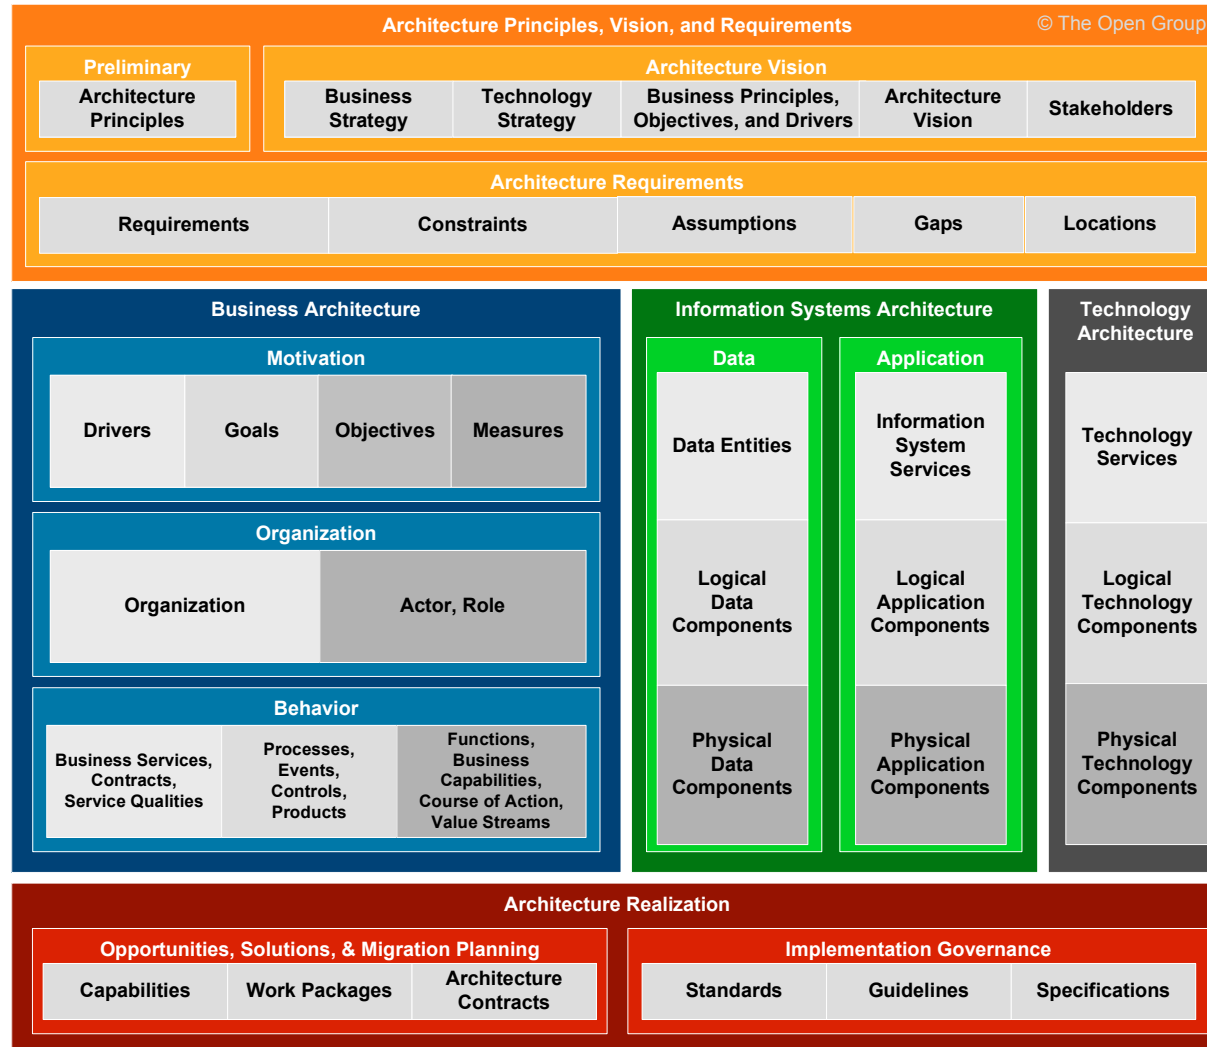 Architecture Principles, Vision, and Requirements
© The Open Group
Preliminary
Architecture
Principles
Architecture Vision
Business
Strategy
Technology
Strategy
Business Principles,
Objectives, and Drivers
Architecture
Vision
Stakeholders
Architecture Requirements
Requirements
Constraints
Assumptions
Gaps
Locations
Business Architecture
Motivation
Drivers
Goals
Objectives
Measures
Organization
Organization
Actor, Role
Behavior
Business Services,
Contracts,
Service Qualities
Processes,
Events,
Controls,
Products
Functions,
Business
Capabilities,
Course of Action,
Value Streams
Information Systems Architecture
Data
Data Entities
Logical
Data
Components
Physical
Data
Components
Application
Information
System
Services
Logical
Application
Components
Physical
Application
Components
Technology
Architecture
Technology
Services
Logical
Technology
Components
Physical
Technology
Components
Architecture Realization
Opportunities, Solutions, & Migration Planning
Capabilities
Work Packages
Architecture
Contracts
Implementation Governance
Standards
Guidelines
Specifications